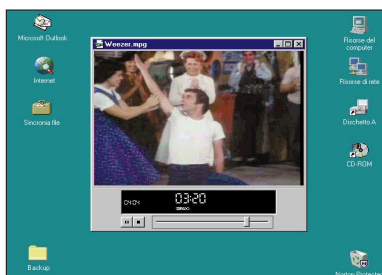 Microsoft Outlook
Internet
Sincronia file
Backup
Weezer.mpg
03:20
Risorse del
computer
Risorse di rete
Dischetto A
CD-ROM
Norton Protected